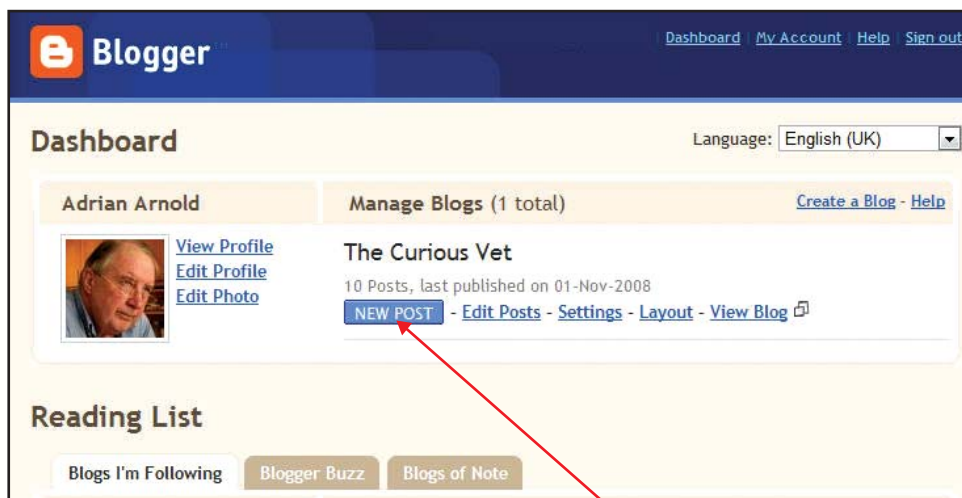 Blogger™
Dashboard | My Account | Help | Sign out
Dashboard
Language: English (UK)
Adrian Arnold
Manage Blogs (1 total)
Create a Blog - Help
View Profile
Edit Profile
Edit Photo
The Curious Vet
10 Posts, last published on 01-Nov-2008
NEW POST - Edit Posts - Settings - Layout - View Blog
Reading List
Blogs I'm Following
Blogger Buzz
Blogs of Note